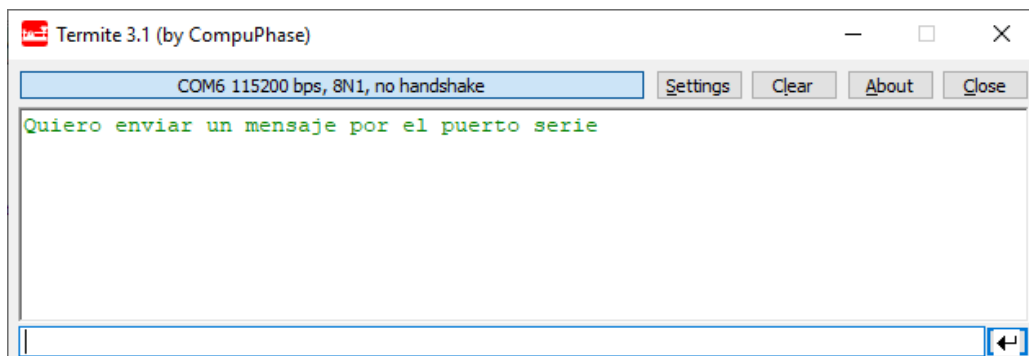 Termite 3.1 (by CompuPhase)
COM6 115200 bps, 8N1, no handshake Settings Clear About Close
Quiero enviar un mensaje por el puerto serie